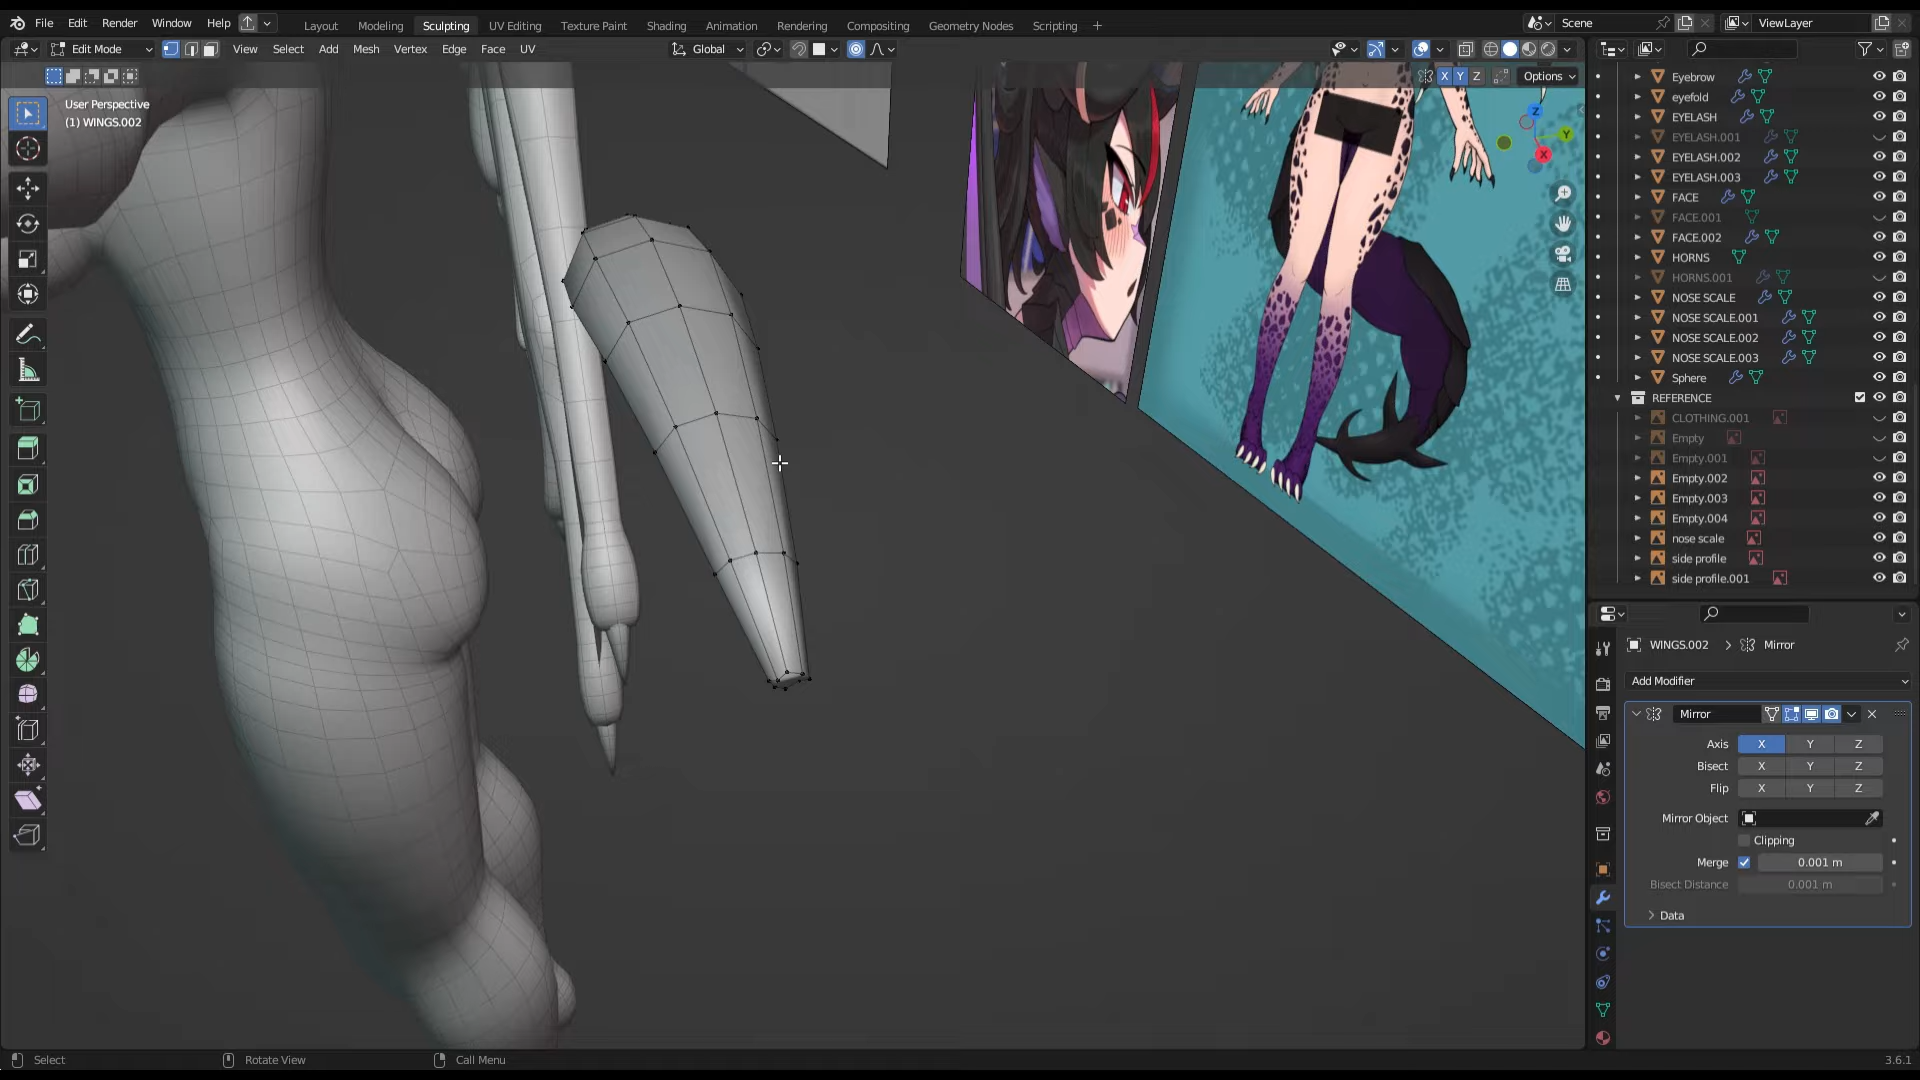 File Edit Render Window Help Layout Modeling Sculpting UV Editing Texture Paint Shading Animation Rendering Compositing Geometry Nodes Scripting + Scene ViewLayer
Edit Mode View Select Add Mesh Vertex Edge Face UV Global
X Y Z Options
User Perspective
(1) WINGS.002
Z
Y
X
Eyebrow
eyefold
EYELASH
EYELASH.001
EYELASH.002
EYELASH.003
FACE
FACE.001
FACE.002
HORNS
HORNS.001
NOSE SCALE
NOSE SCALE.001
NOSE SCALE.002
NOSE SCALE.003
Sphere
REFERENCE
CLOTHING.001
Empty
Empty.001
Empty.002
Empty.003
Empty.004
nose scale
side profile
side profile.001
WINGS.002 > Mirror
Add Modifier
Mirror
Axis X Y Z
Bisect X Y Z
Flip X Y Z
Mirror Object
Clipping
Merge 0.001 m
Bisect Distance 0.001 m
Data
Select Rotate View Call Menu 3.6.1